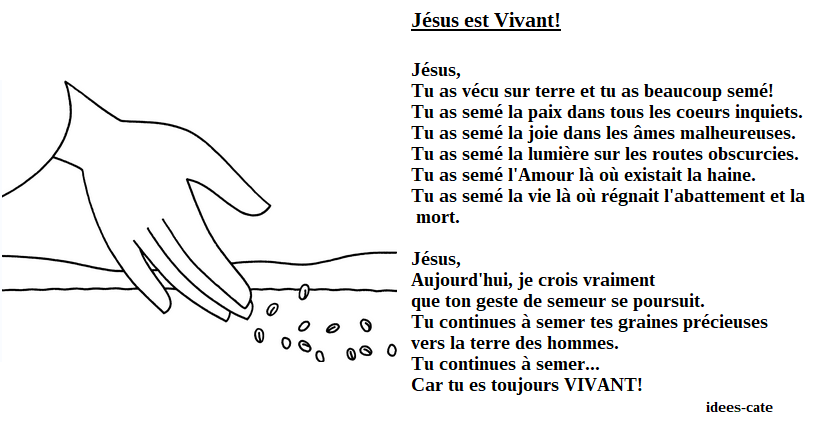 Jésus est Vivant!
Jésus,
Tu as vécu sur terre et tu as beaucoup semé!
Tu as semé la paix dans tous les coeurs inquiets.
Tu as semé la joie dans les âmes malheureuses.
Tu as semé la lumière sur les routes obscurcies.
Tu as semé l'Amour là où existait la haine.
Tu as semé la vie là où régnait l'abattement et la
mort.
Jésus,
Aujourd'hui, je crois vraiment
que ton geste de semeur se poursuit.
Tu continues à semer tes graines précieuses
vers la terre des hommes.
Tu continues à semer...
Car tu es toujours VIVANT!
idees-cate